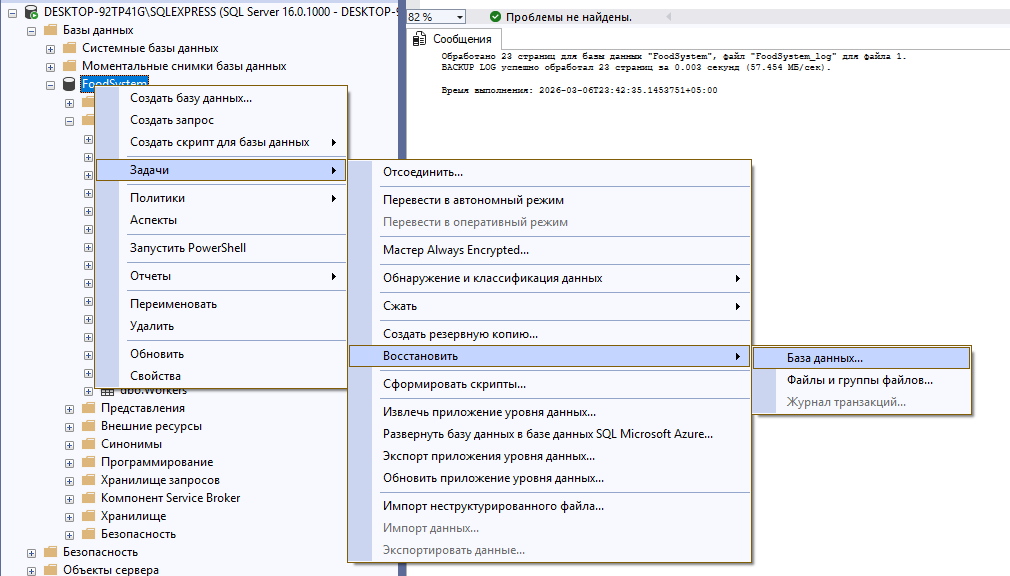 DESKTOP-92TP41G\SQLEXPRESS (SQL Server 16.0.1000 - DESKTOP-9
Базы данных
Системные базы данных
Моментальные снимки базы данных
FoodSystem
Создать базу данных...
Создать запрос
Создать скрипт для базы данных
Задачи
Политики
Аспекты
Запустить PowerShell
Отчеты
Переименовать
Удалить
Обновить
Свойства
dbo.Workers
Представления
Внешние ресурсы
Синонимы
Программирование
Хранилище запросов
Компонент Service Broker
Хранилище
Безопасность
Безопасность
Объекты сервера
Отсоединить...
Перевести в автономный режим
Перевести в оперативный режим
Мастер Always Encrypted...
Обнаружение и классификация данных
Сжать
Создать резервную копию...
Восстановить
Сформировать скрипты...
Извлечь приложение уровня данных...
Развернуть базу данных в базе данных SQL Microsoft Azure...
Экспорт приложения уровня данных...
Обновить приложение уровня данных...
Импорт неструктурированного файла...
Импорт данных...
Экспортировать данные...
База данных...
Файлы и группы файлов...
Журнал транзакций...
82 %
Проблемы не найдены.
Сообщения
Обработано 23 страниц для базы данных "FoodSystem", файл "FoodSystem_log" для файла 1.
BACKUP LOG успешно обработал 23 страниц за 0.003 секунд (57.454 МБ/сек).
Время выполнения: 2026-03-06T23:42:35.1453751+05:00